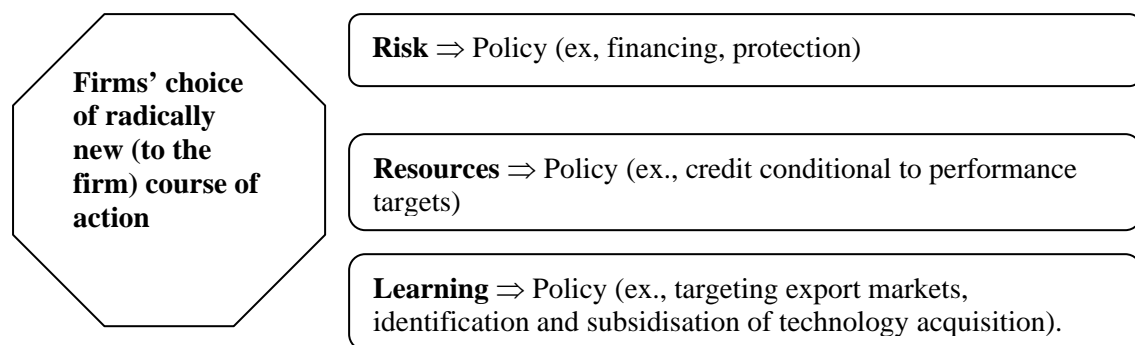 Firms’ choice
of radically
new (to the
firm) course of
action
Risk ⇒ Policy (ex, financing, protection)
Resources ⇒ Policy (ex., credit conditional to performance
targets)
Learning ⇒ Policy (ex., targeting export markets,
identification and subsidisation of technology acquisition).